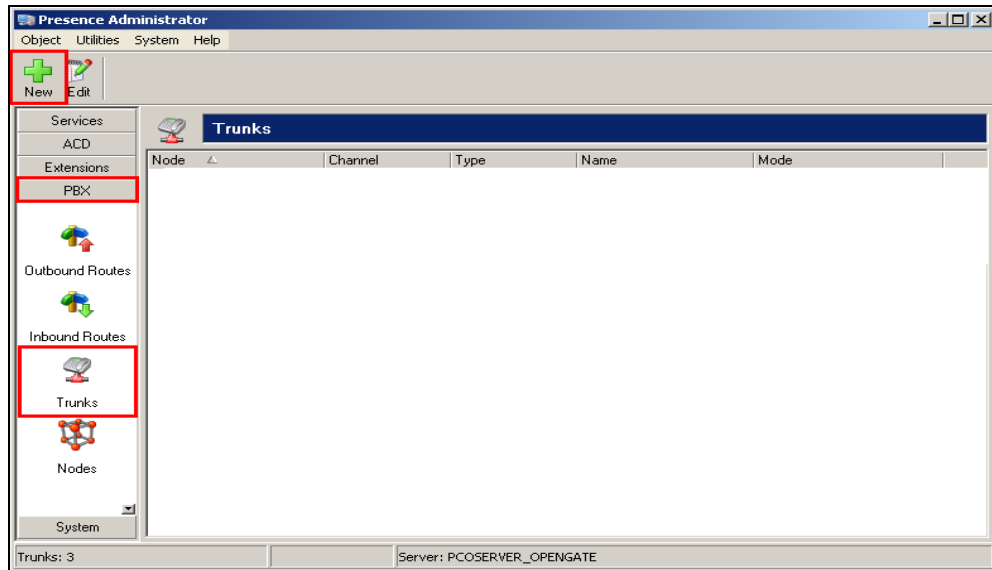 Presence Administrator
Object Utilities System Help
New Edit
Services
ACD
Extensions
PBX
Outbound Routes
Inbound Routes
Trunks
Nodes
System
Trunks
Node Channel Type Name Mode
Trunks: 3 Server: PCOSERVER_OPENGATE